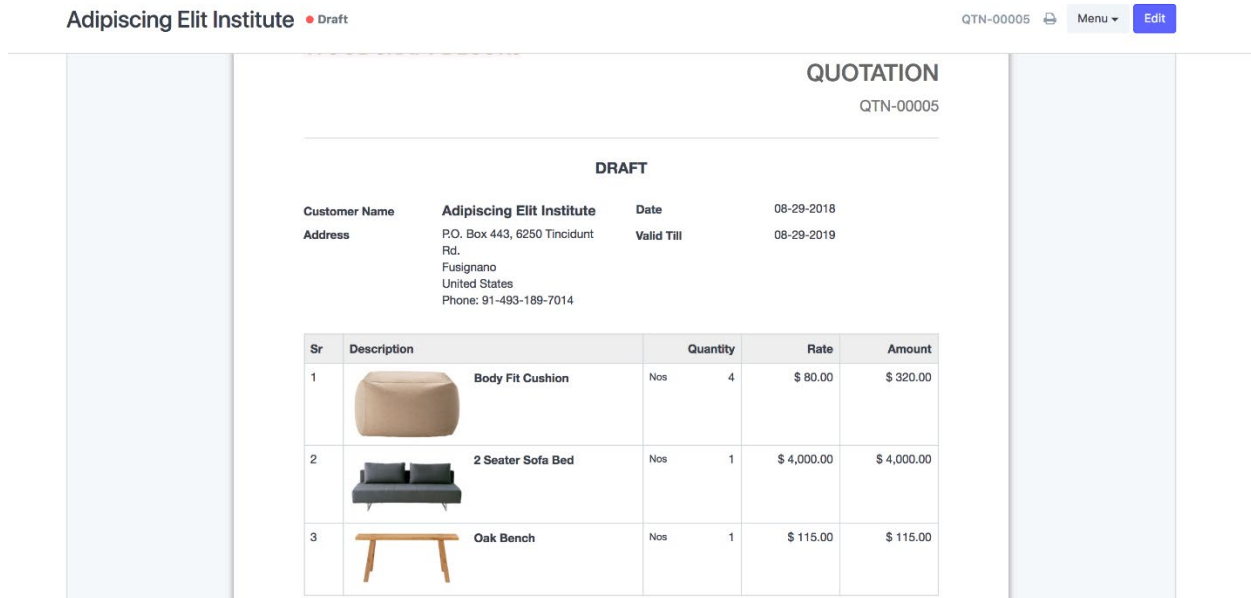 Adipiscing Elit Institute Draft QTN-00005 Menu Edit
QUOTATION
QTN-00005
DRAFT
Customer Name Adipiscing Elit Institute Date 08-29-2018
Address P.O. Box 443, 6250 Tincidunt Valid Till 08-29-2019
Rd.
Fusignano
United States
Phone: 91-493-189-7014
Sr Description Quantity Rate Amount
1 Body Fit Cushion Nos 4 $ 80.00 $ 320.00
2 2 Seater Sofa Bed Nos 1 $ 4,000.00 $ 4,000.00
3 Oak Bench Nos 1 $ 115.00 $ 115.00